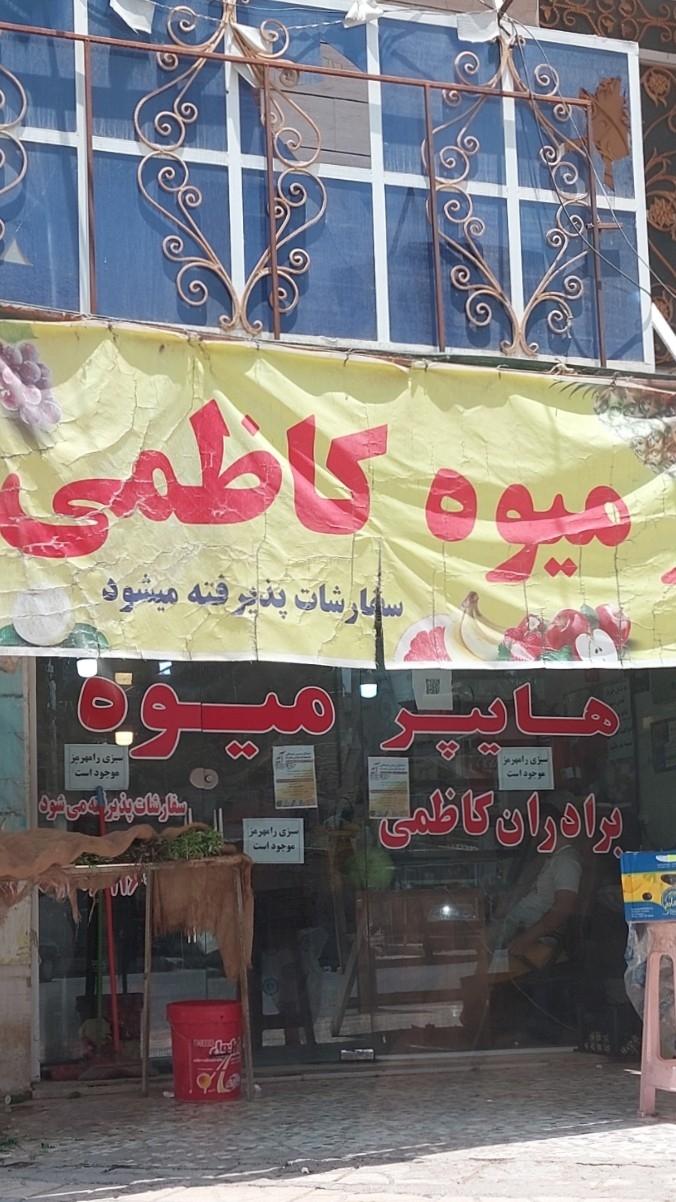 میوه کاظمی
سفارشات پذیرفته میشود
هایپر میوه
برادران کاظمی
سفارشات پذیرفته می شود
سبزی رامهرمز
موجود است
سبزی رامهرمز
موجود است
سبزی رامهرمز
موجود است